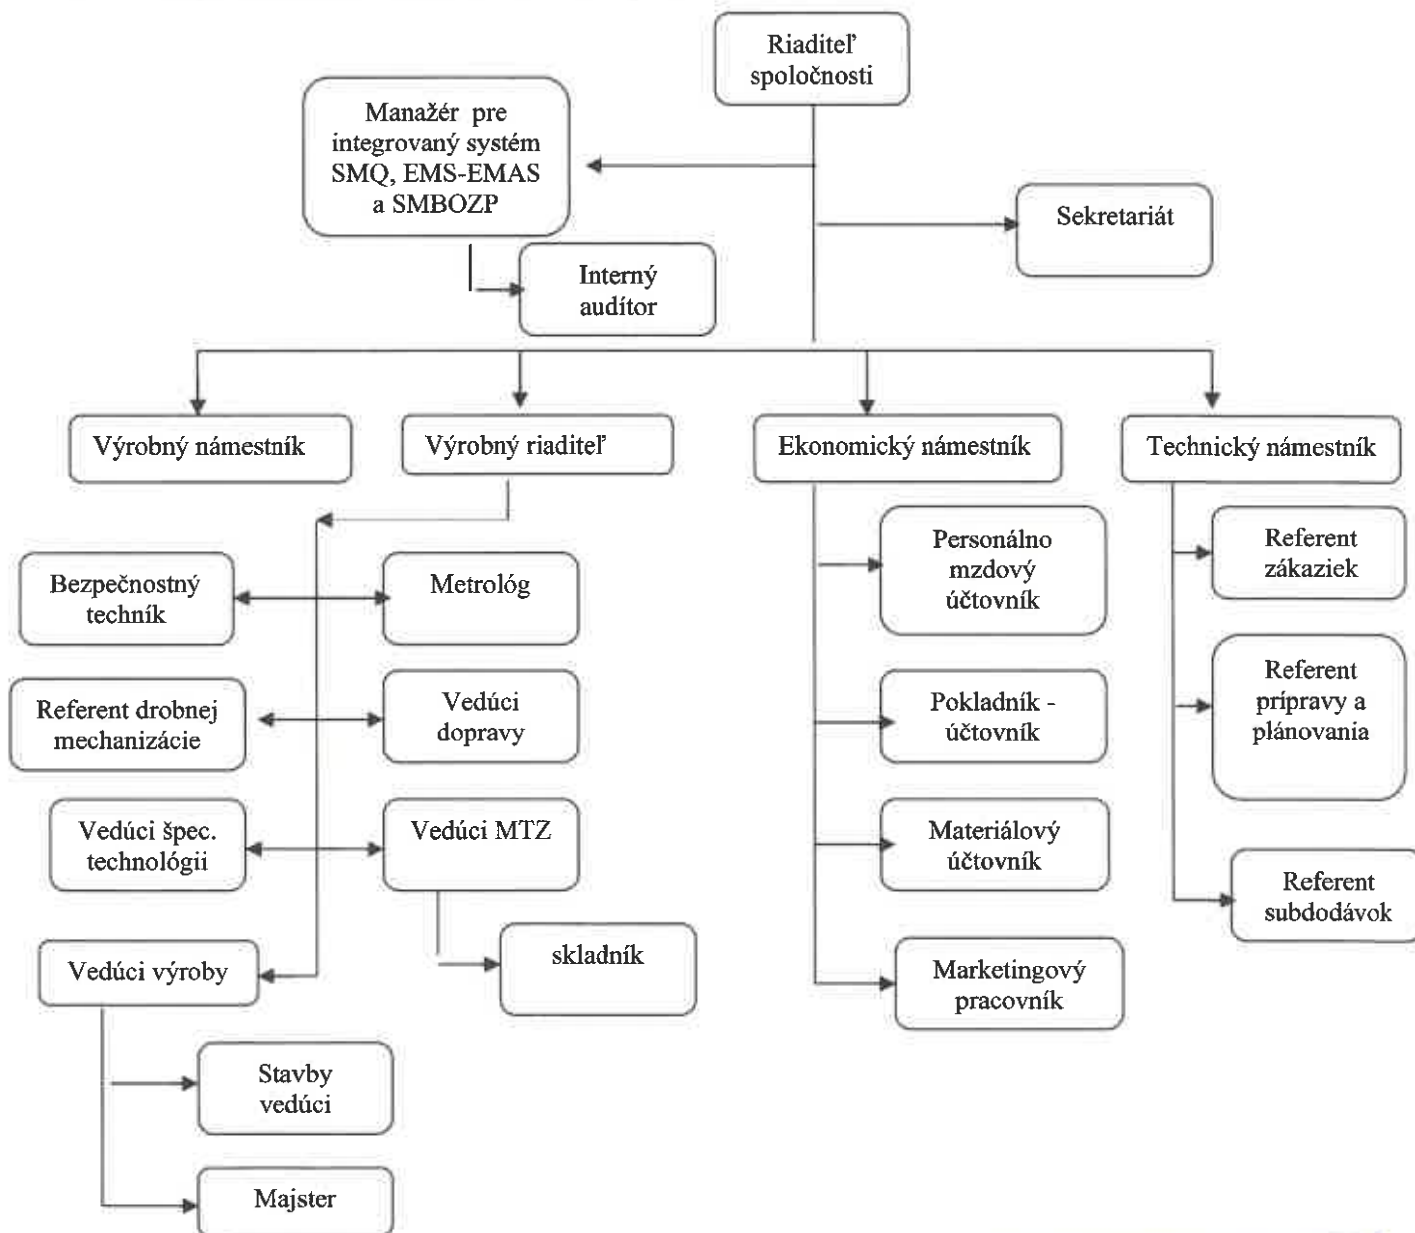 Riaditeľ
spoločnosti
Manažér pre
integrovaný systém
SMQ, EMS-EMAS
a SMBOZP
Sekretariát
Interný
audítor
Výrobný námestník
Výrobný riaditeľ
Ekonomický námestník
Technický námestník
Bezpečnostný
techník
Metrológ
Personálno
mzdový
účtovník
Referent
zákaziek
Referent drobnej
mechanizácie
Vedúci
dopravy
Pokladník -
účtovník
Referent
prípravy a
plánovania
Vedúci špec.
technológii
Vedúci MTZ
Materiálový
účtovník
Referent
subdodávok
Vedúci výroby
skladník
Marketingový
pracovník
Stavby
vedúci
Majster